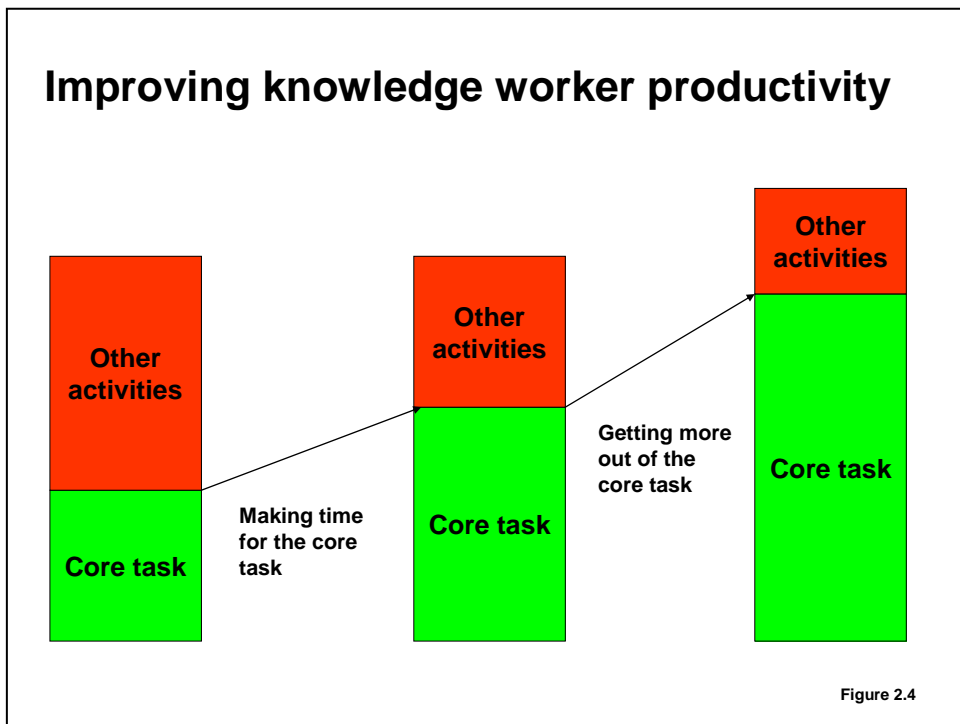 Improving knowledge worker productivity
Other
activities
Core task
Making time
for the core
task
Other
activities
Core task
Getting more
out of the
core task
Other
activities
Core task
Figure 2.4